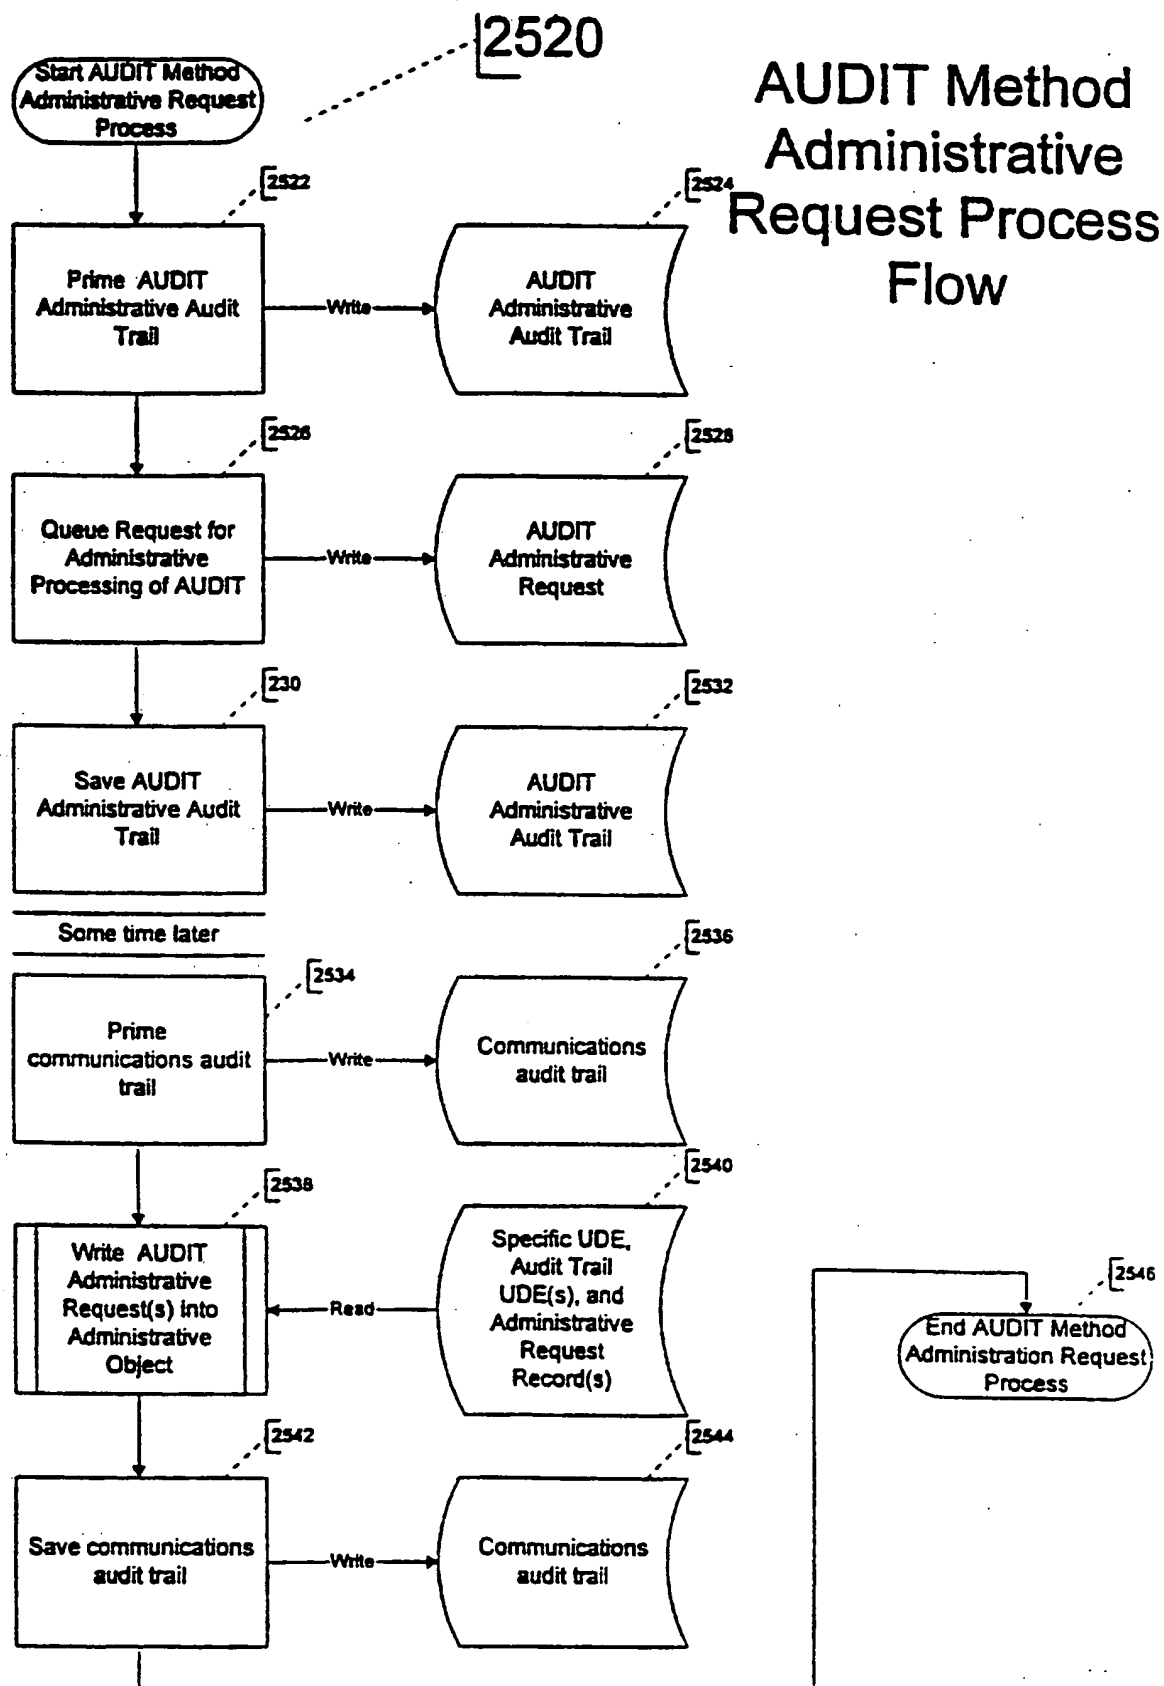 2520
AUDIT Method
Administrative
Request Process
Flow
Start AUDIT Method
Administrative Request
Process
2522
Prime AUDIT
Administrative Audit
Trail
Write
2524
AUDIT
Administrative
Audit Trail
2526
Queue Request for
Administrative
Processing of AUDIT
Write
2528
AUDIT
Administrative
Request
230
Save AUDIT
Administrative Audit
Trail
Write
2532
AUDIT
Administrative
Audit Trail
Some time later
2534
Prime
communications audit
trail
Write
2536
Communications
audit trail
2538
Write AUDIT
Administrative
Request(s) into
Administrative
Object
Read
2540
Specific UDE,
Audit Trail
UDE(s), and
Administrative
Request
Record(s)
2542
Save communications
audit trail
Write
2544
Communications
audit trail
2546
End AUDIT Method
Administration Request
Process